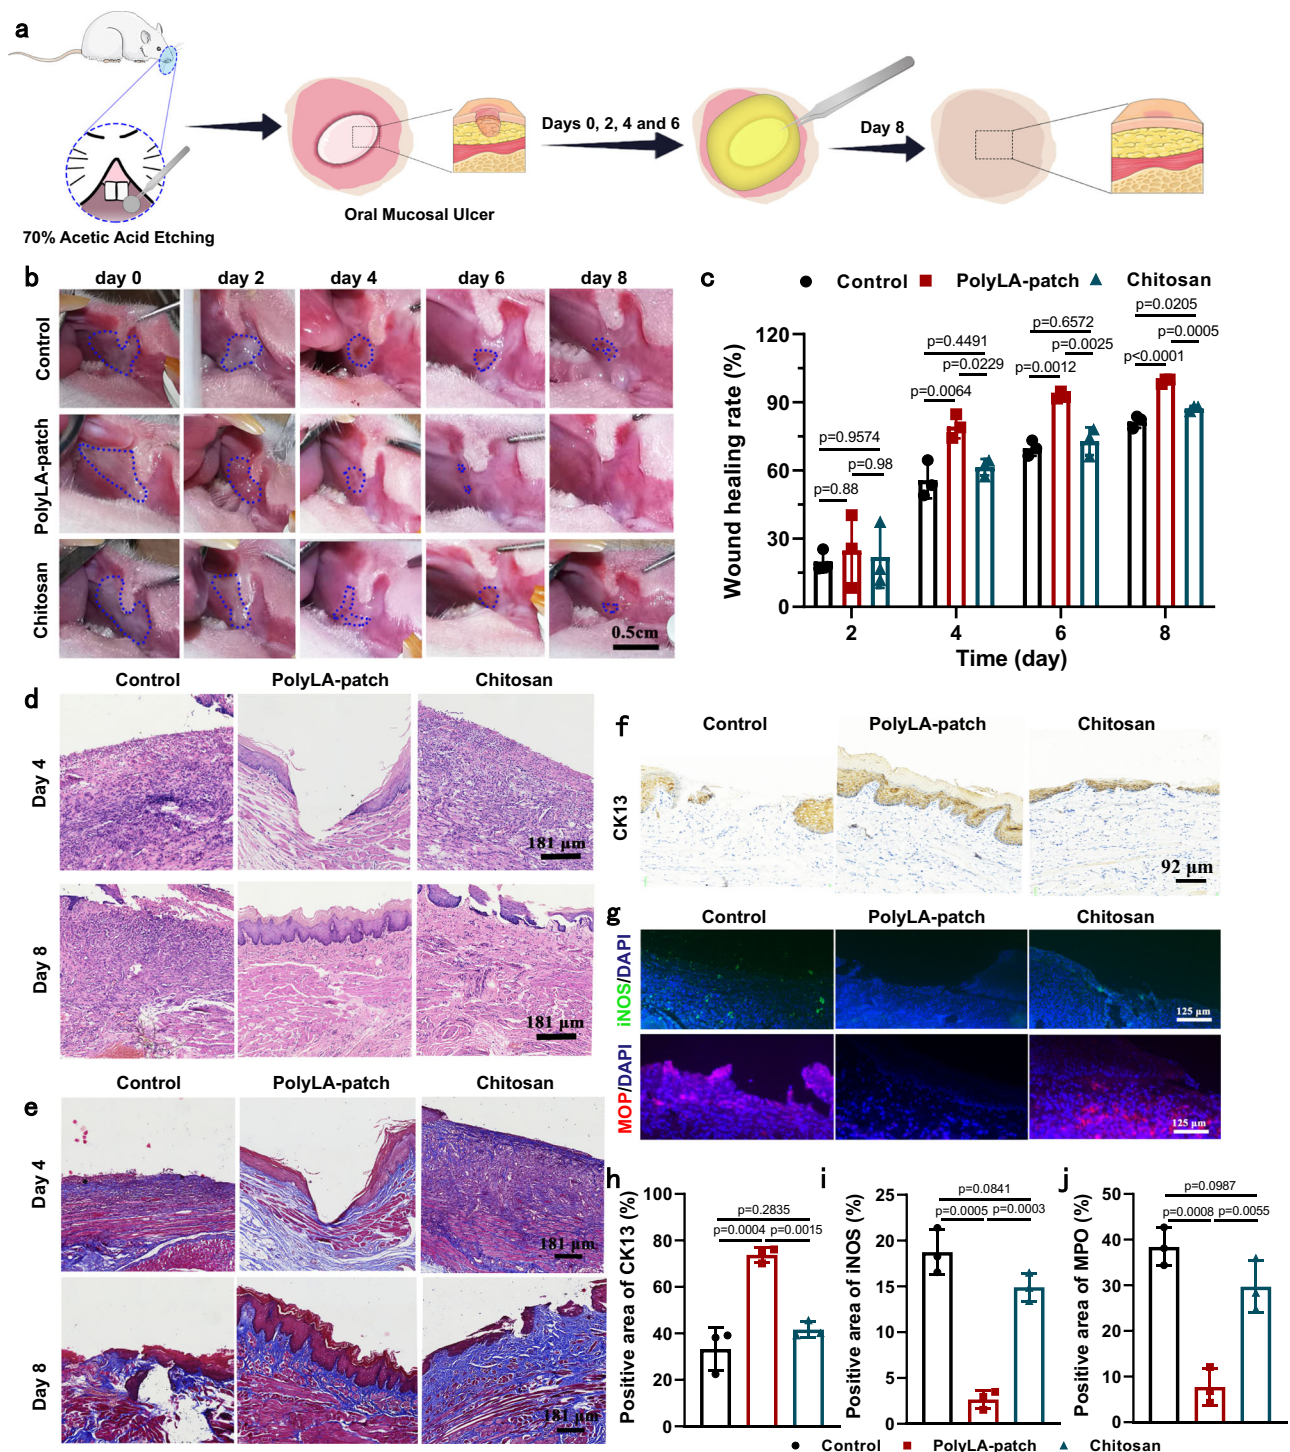 a
70% Acetic Acid Etching
Oral Mucosal Ulcer
Days 0, 2, 4 and 6
Day 8
b
day 0 day 2 day 4 day 6 day 8
Control
PolyLA-patch
Chitosan
0.5cm
c
Control PolyLA-patch Chitosan
Wound healing rate (%)
120
90
60
30
0
p=0.9574
p=0.98
p=0.88
p=0.4491
p=0.0229
p=0.0064
p=0.6572
p=0.0025
p=0.0012
p=0.0205
p=0.0005
p<0.0001
2 4 6 8
Time (day)
d
Control PolyLA-patch Chitosan
Day 4
181 µm
Day 8
181 µm
e
Control PolyLA-patch Chitosan
Day 4
181 µm
Day 8
181 µm
f
Control PolyLA-patch Chitosan
CK13
92 µm
g
Control PolyLA-patch Chitosan
iNOS/DAPI
125 µm
MOP/DAPI
125 µm
h
Positive area of CK13 (%)
100
80
60
40
20
0
p=0.2835
p=0.0004 p=0.0015
i
Positive area of iNOS (%)
25
20
15
10
5
0
p=0.0841
p=0.0005 p=0.0003
j
Positive area of MPO (%)
50
40
30
20
10
0
p=0.0987
p=0.0008 p=0.0055
Control PolyLA-patch Chitosan